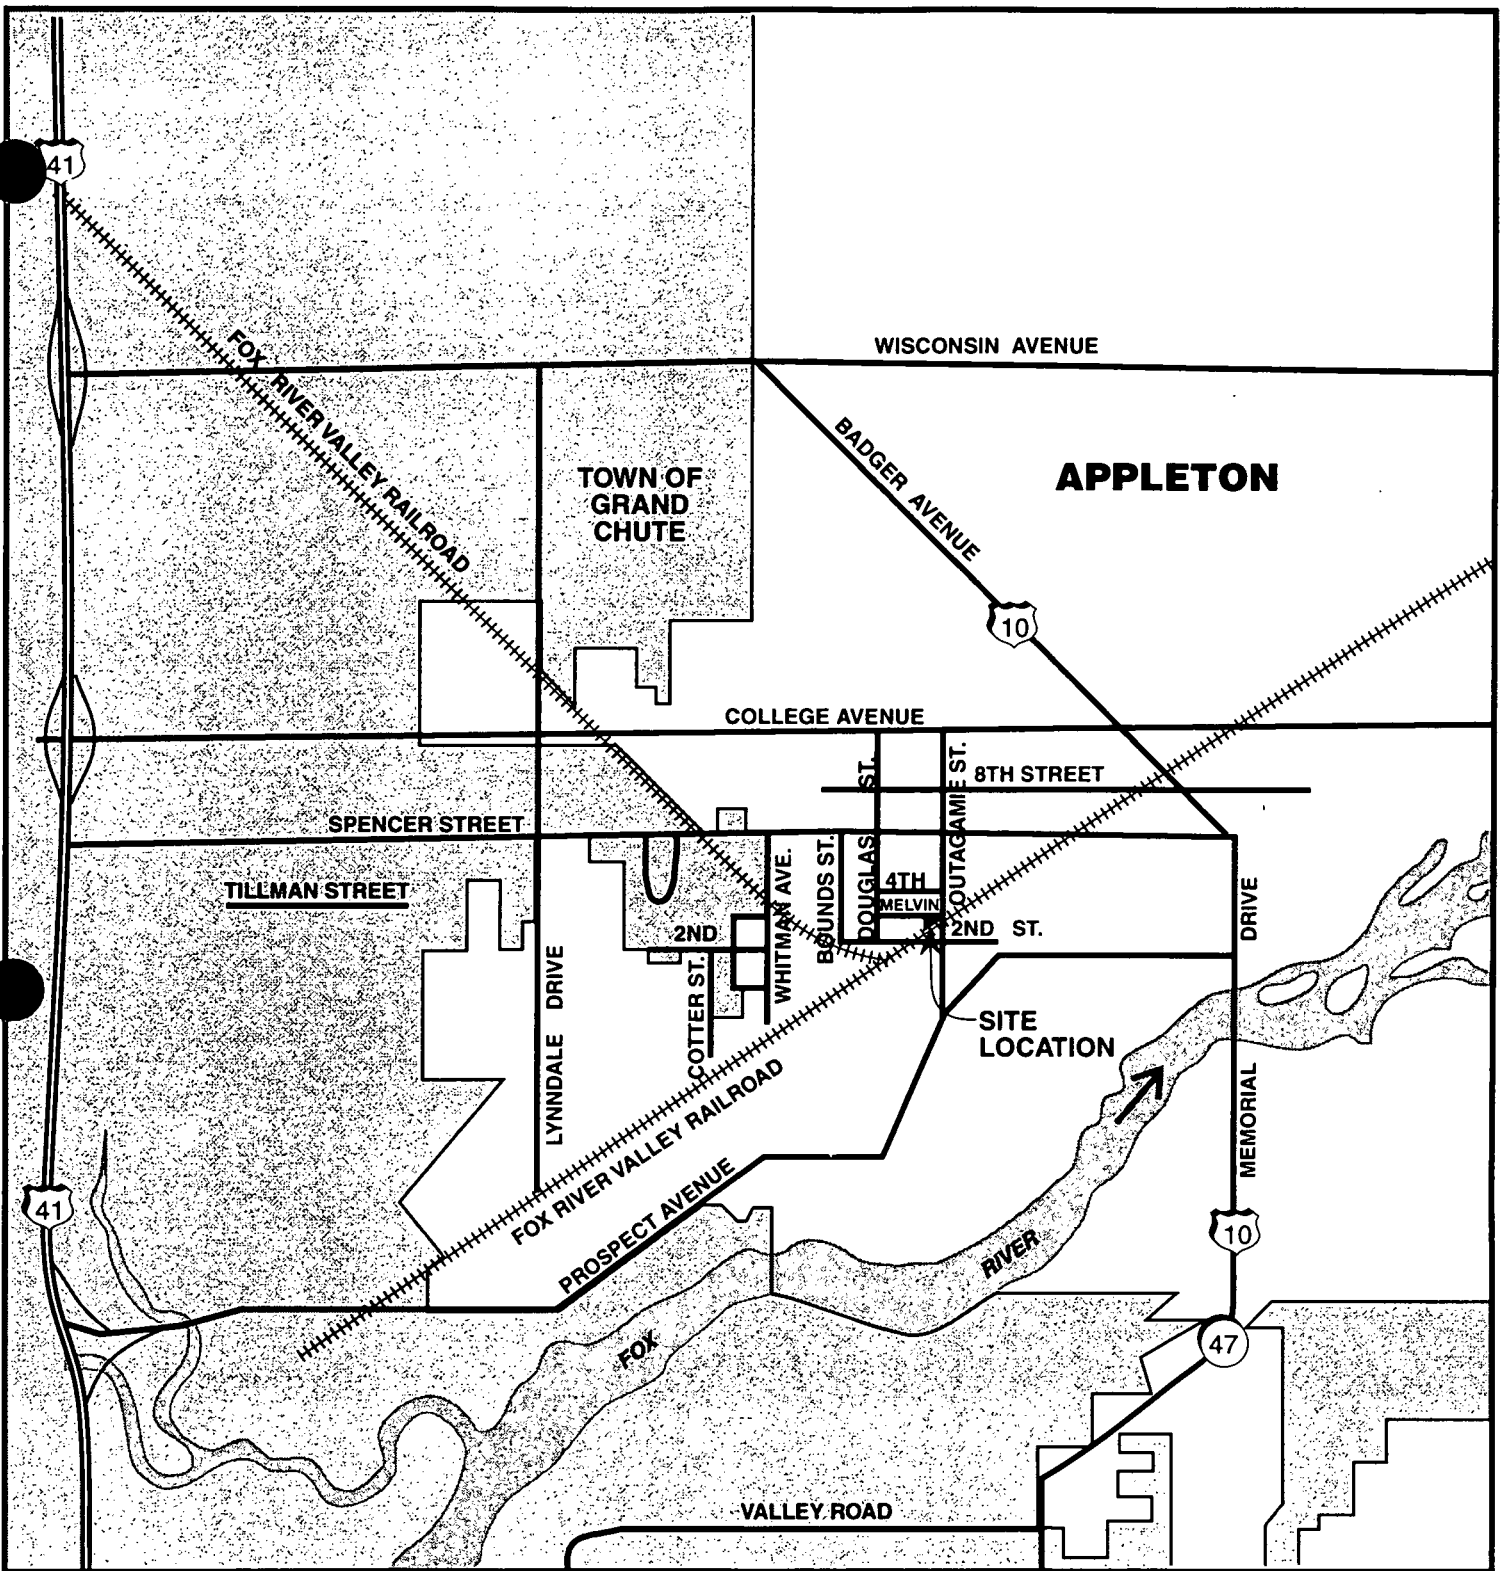 41
WISCONSIN AVENUE
FOX RIVER VALLEY RAILROAD
BADGER AVENUE
TOWN OF
GRAND
CHUTE
APPLETON
10
COLLEGE AVENUE
DOUGLAS ST.
OUTAGAMIE ST.
8TH STREET
SPENCER STREET
TILLMAN STREET
4TH
MELVIN
2ND
2ND ST.
BOUNDS ST.
WHITMAN AVE.
COTTER ST.
LYNNDALE DRIVE
MEMORIAL DRIVE
SITE
LOCATION
FOX RIVER VALLEY RAILROAD
PROSPECT AVENUE
41
10
FOX RIVER
47
VALLEY ROAD